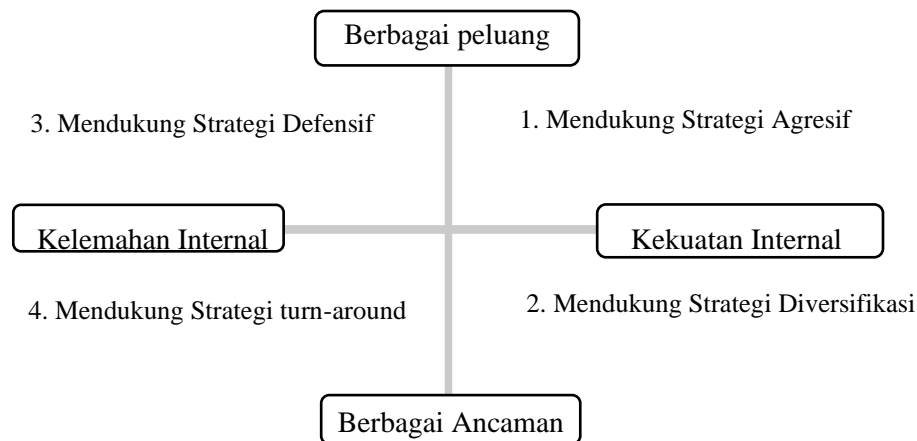 Berbagai peluang
3. Mendukung Strategi Defensif
1. Mendukung Strategi Agresif
Kelemahan Internal
Kekuatan Internal
4. Mendukung Strategi turn-around
2. Mendukung Strategi Diversifikasi
Berbagai Ancaman